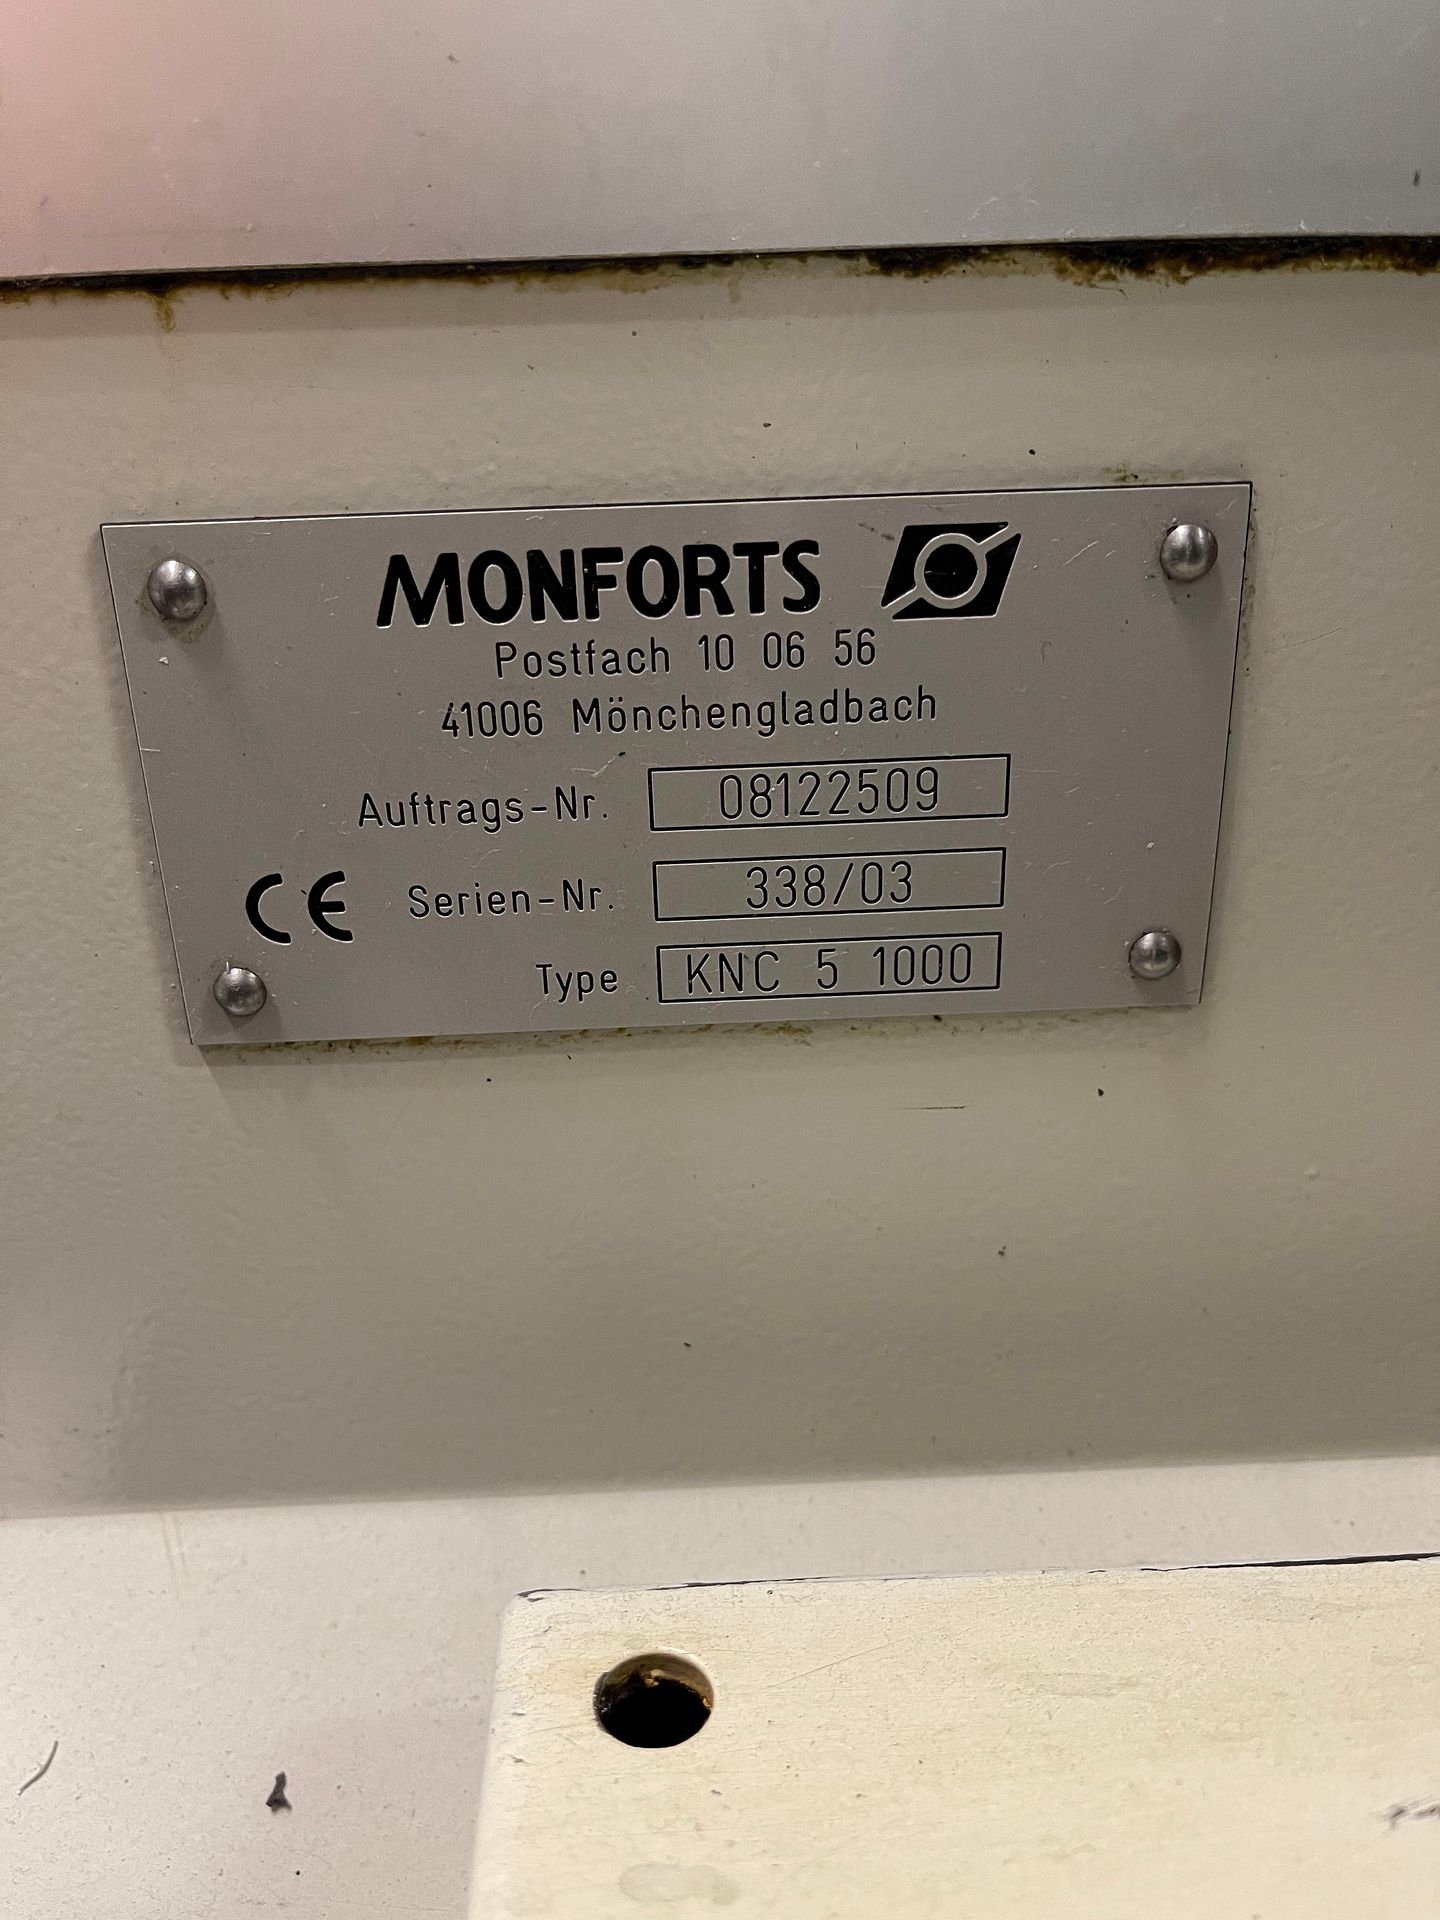 MONFORTS
Postfach 10 06 56
41006 Mönchengladbach
Auftrags-Nr. 08122509
CE Serien-Nr. 338/03
Type KNC 5 1000